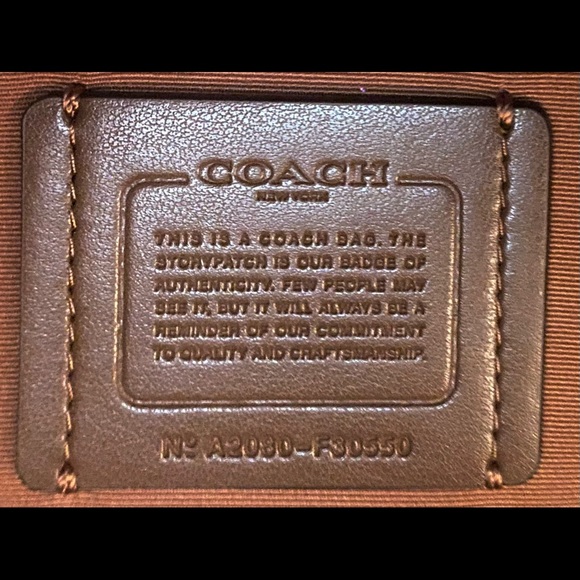 COACH
NEW YORK
THIS IS A COACH BAG. THE
STORYPATCH IS OUR BADGE OF
AUTHENTICITY. FEW PEOPLE MAY
SEE IT, BUT IT WILL ALWAYS BE A
REMINDER OF OUR COMMITMENT
TO QUALITY AND CRAFTSMANSHIP.
Nº A2080-F30550